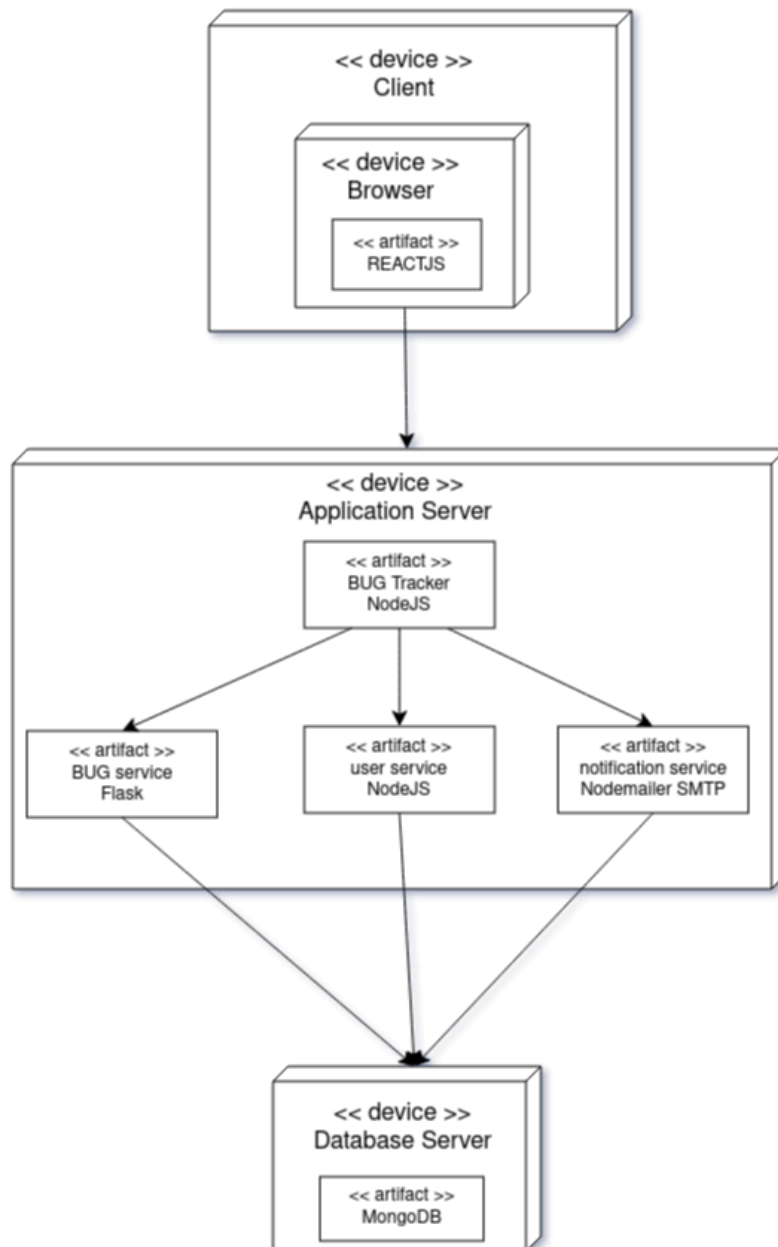 << device >>
Client
<< device >>
Browser
<< artifact >>
REACTJS
<< device >>
Application Server
<< artifact >>
BUG Tracker
NodeJS
<< artifact >>
BUG service
Flask
<< artifact >>
user service
NodeJS
<< artifact >>
notification service
Nodemailer SMTP
<< device >>
Database Server
<< artifact >>
MongoDB